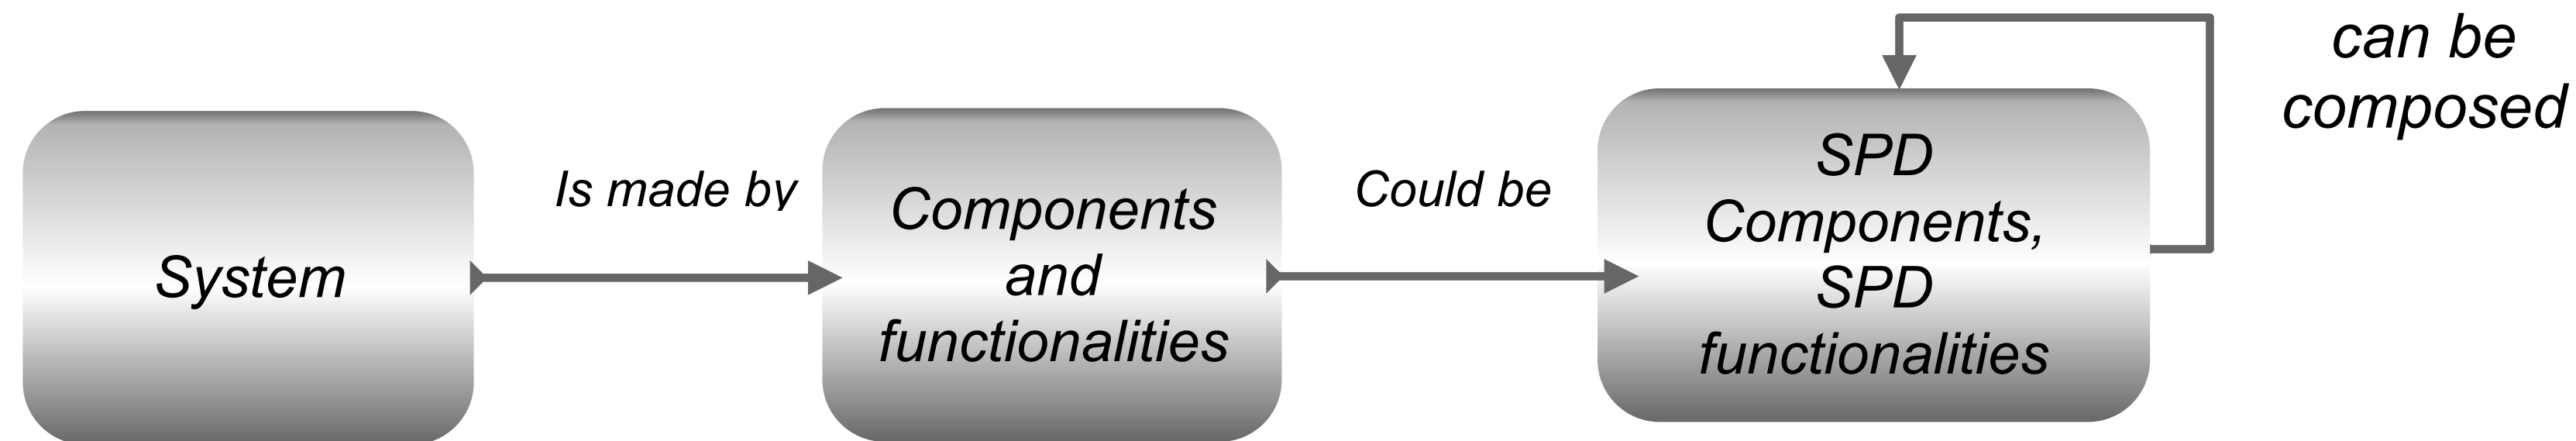 System
Is made by
Components
and
functionalities
Could be
SPD
Components,
SPD
functionalities
can be
composed